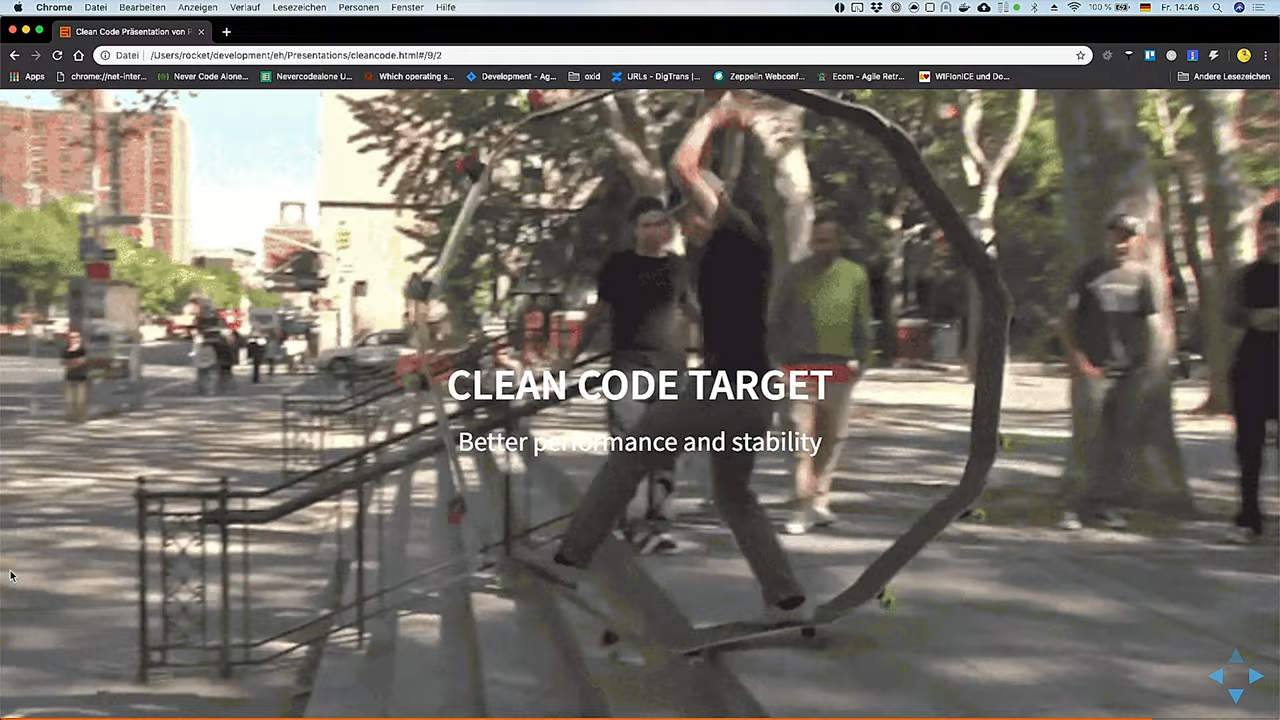 Chrome Datei Bearbeiten Anzeigen Verlauf Lesezeichen Personen Fenster Hilfe 100 % Fr. 14:46
Clean Code Präsentation von
Datei /Users/rocket/development/eh/Presentations/cleancode.html#/9/2
Apps chrome://net-inter... Never Code Alone... Nevercodealone U... Which operating s... Development - Ag... oxid URLs - DigTrans |... Zeppelin Webconf... Ecom - Agile Retr... WIFIonICE und Do... Andere Lesezeichen
CLEAN CODE TARGET
Better performance and stability